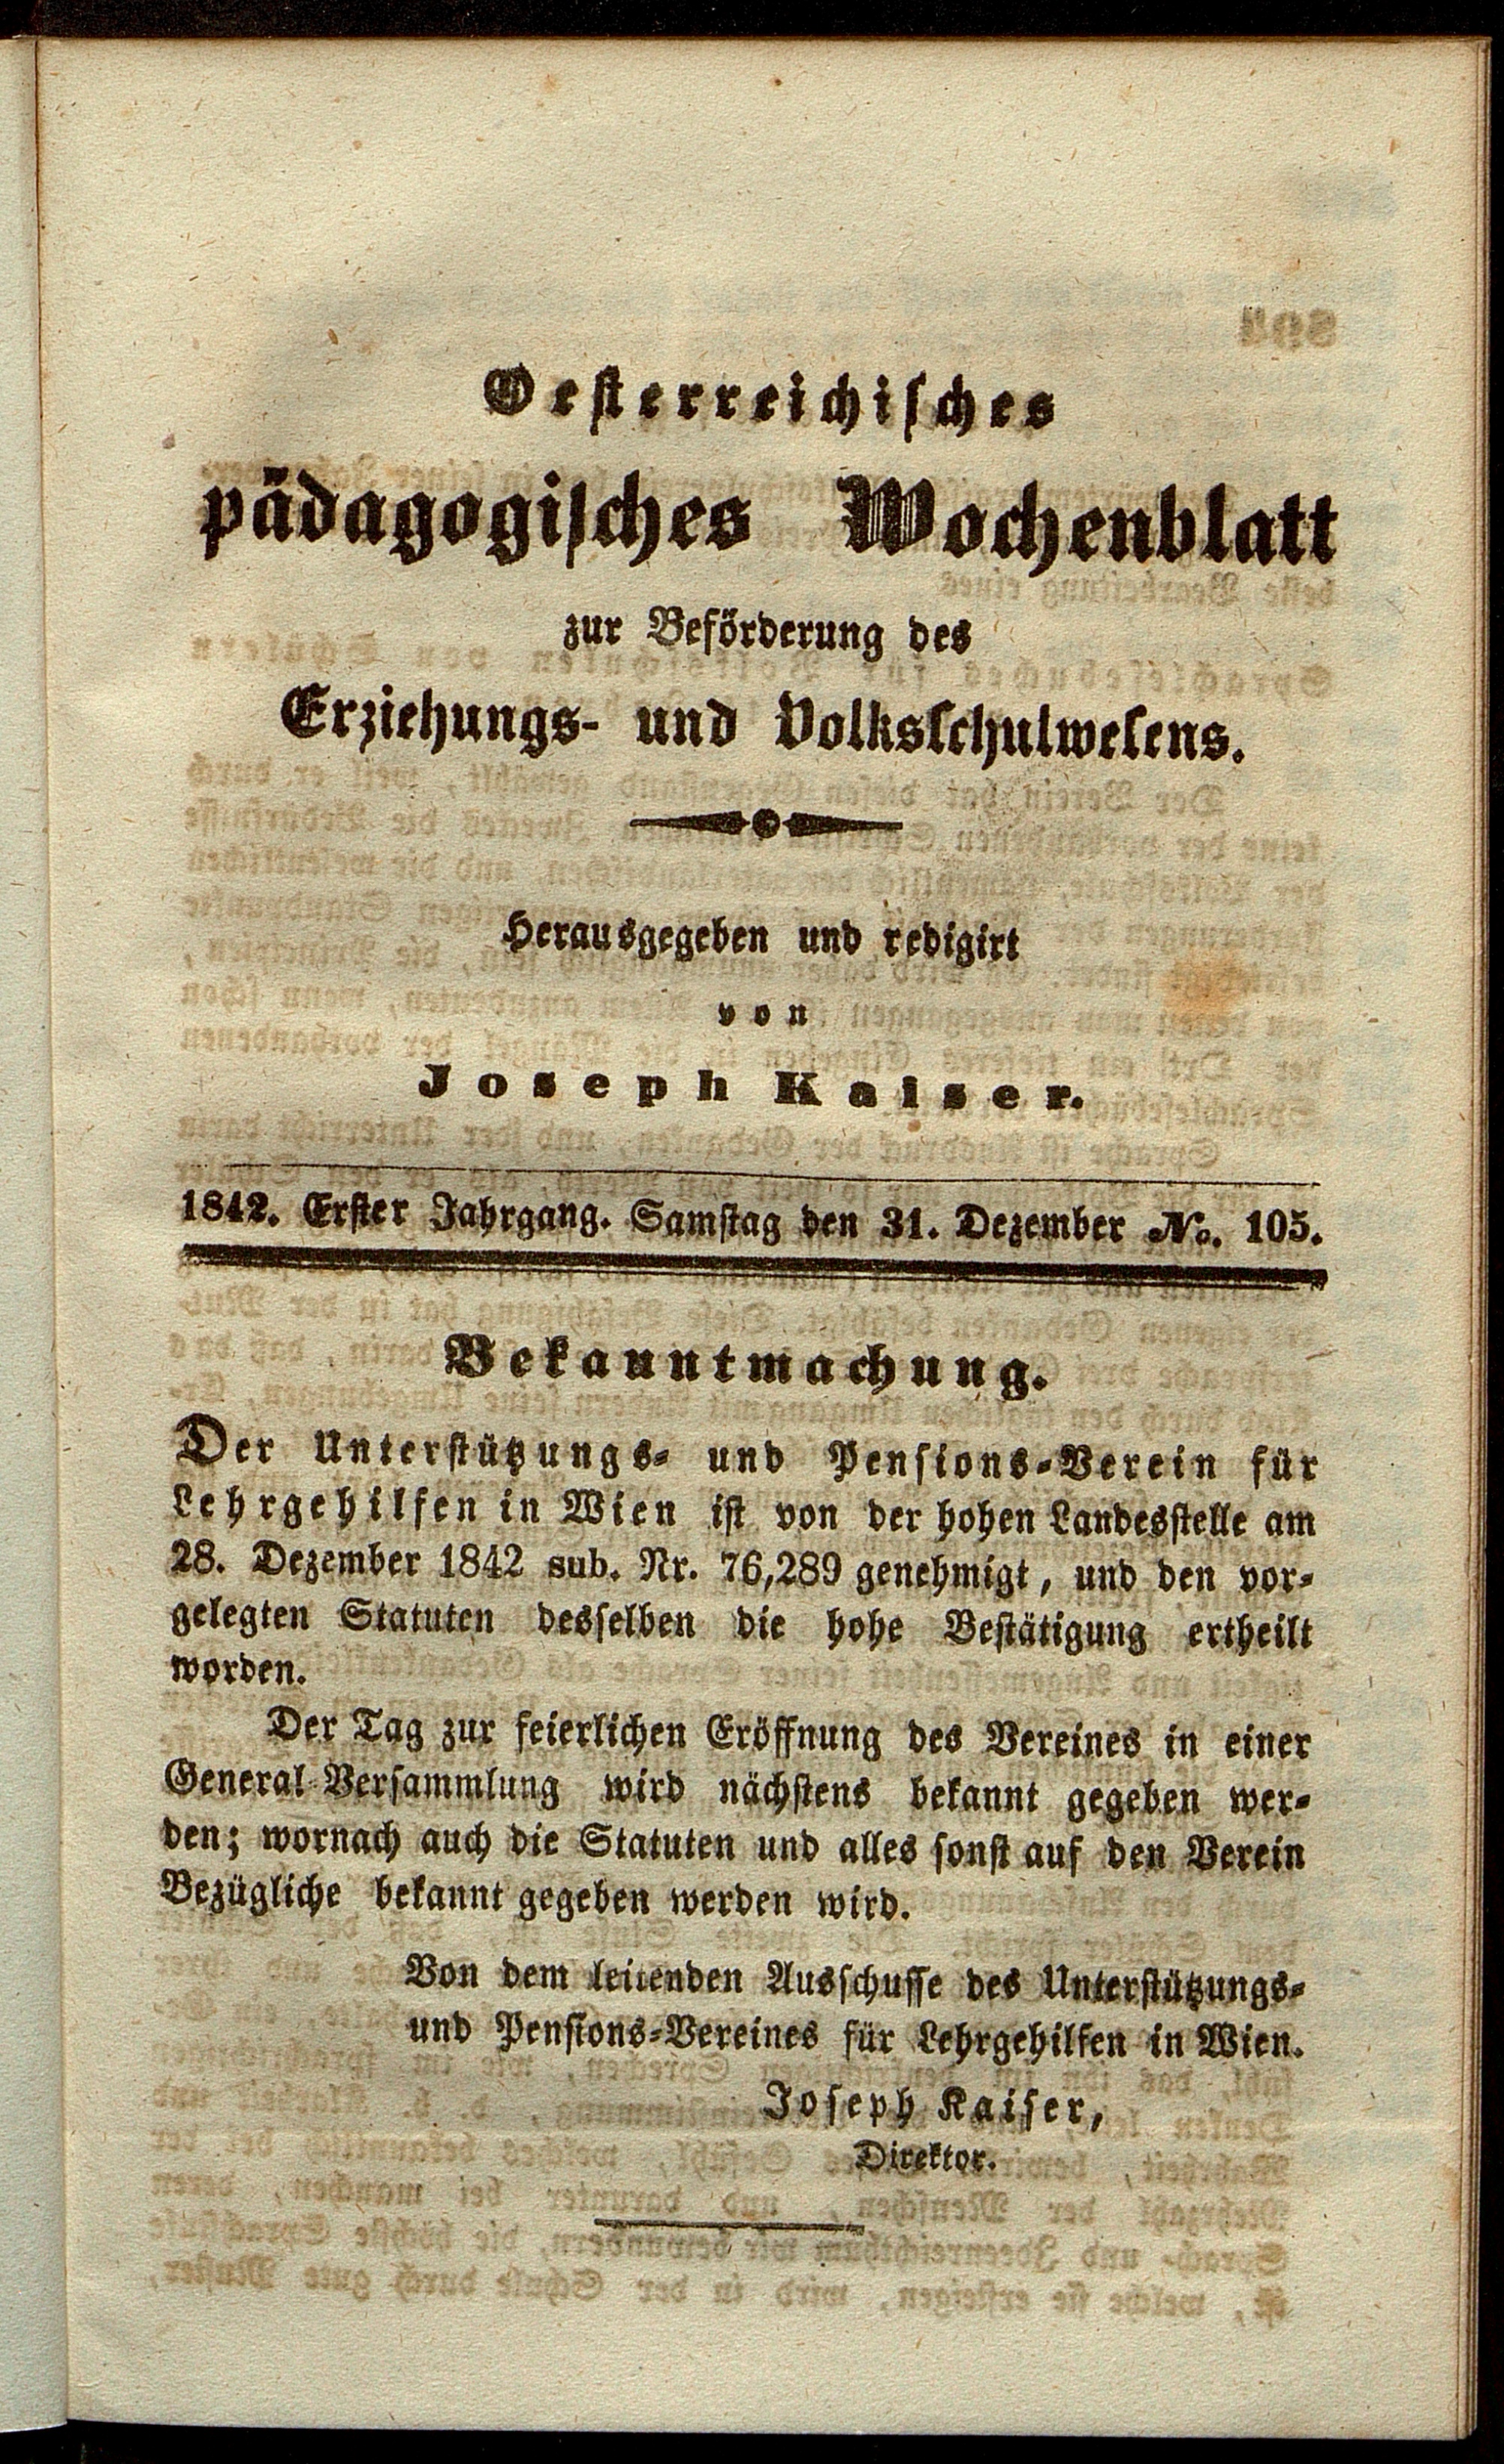 Oesterreichisches
pädagogisches Wochenblatt
zur Beförderung des
Erziehungs- und Volksschulwesens.
Herausgegeben und redigirt
von
Joseph Kaiser.
1842. Erster Jahrgang. Samstag den 31. Dezember No. 105.
Bekanntmachung.
Der Unterstützungs- und Pensions-Verein für
Lehrgehilfen in Wien ist von der hohen Landesstelle am
28. Dezember 1842 sub. Nr. 76,289 genehmigt, und den vor-
gelegten Statuten desselben die hohe Bestätigung ertheilt
worden.
Der Tag zur feierlichen Eröffnung des Vereines in einer
General-Versammlung wird nächstens bekannt gegeben wer-
den; wornach auch die Statuten und alles sonst auf den Verein
Bezügliche bekannt gegeben werden wird.
Von dem leitenden Ausschusse des Unterstützungs-
und Pensions-Vereines für Lehrgehilfen in Wien.
Joseph Kaiser,
Direktor.